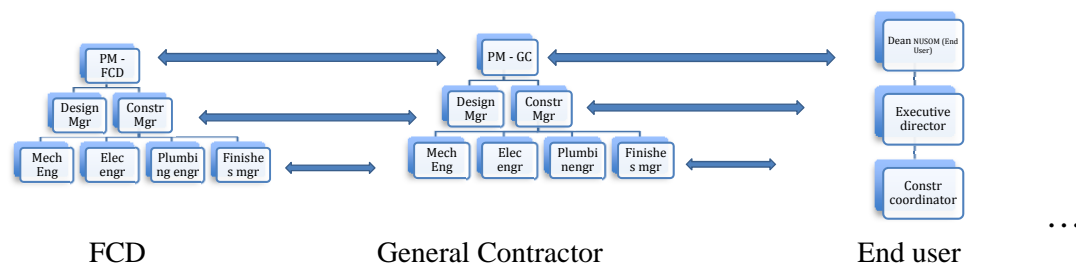 PM -
FCD
Design
Mgr
Constr
Mgr
Mech
Eng
Elec
engr
Plumbi
ng engr
Finishe
s mgr
PM - GC
Design
Mgr
Constr
Mgr
Mech
Eng
Elec
engr
Plumbi
nengr
Finishe
s mgr
Dean NUSOM (End
User)
Executive
director
Constr
coordinator
FCD
General Contractor
End user
…